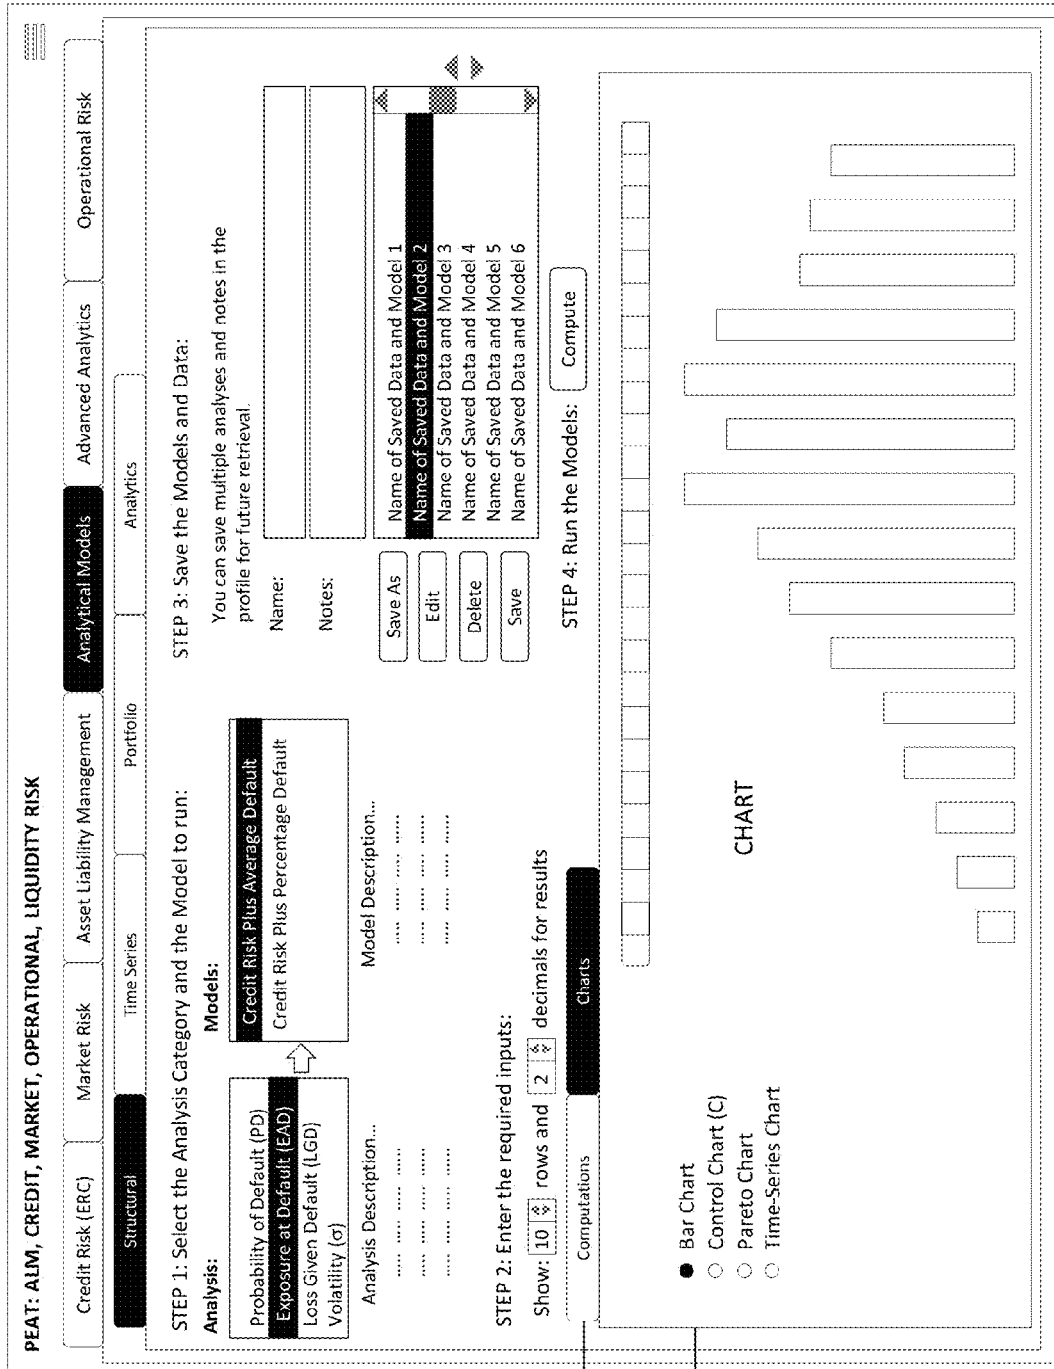 PEAT: ALM, CREDIT, MARKET, OPERATIONAL, LIQUIDITY RISK
Credit Risk (ERC)
Market Risk
Asset Liability Management
Analytical Models
Advanced Analytics
Operational Risk
Structural
Time Series
Portfolio
Analytics
STEP 1: Select the Analysis Category and the Model to run:
Analysis:
Probability of Default (PD)
Exposure at Default (EAD)
Loss Given Default (LGD)
Volatility (σ)
Analysis Description...
..... ..... ..... ......
..... ..... ..... ......
..... ..... ..... ......
Models:
Credit Risk Plus Average Default
Credit Risk Plus Percentage Default
Model Description...
..... ..... ..... ......
..... ..... ..... ......
..... ..... ..... ......
STEP 2: Enter the required inputs:
Show: 10 rows and 2 decimals for results
STEP 3: Save the Models and Data:
You can save multiple analyses and notes in the
profile for future retrieval.
Name:
Notes:
Save As
Edit
Delete
Save
Name of Saved Data and Model 1
Name of Saved Data and Model 2
Name of Saved Data and Model 3
Name of Saved Data and Model 4
Name of Saved Data and Model 5
Name of Saved Data and Model 6
STEP 4: Run the Models:
Compute
Computations
Charts
Bar Chart
Control Chart (C)
Pareto Chart
Time-Series Chart
CHART